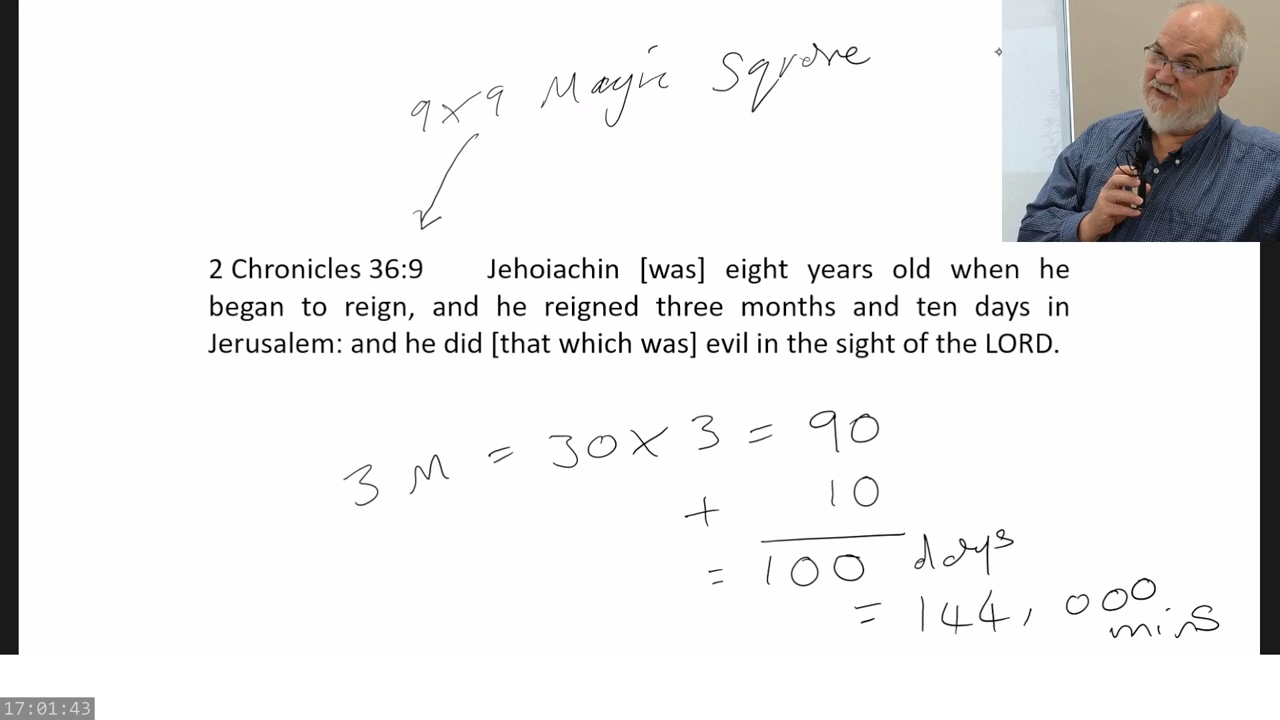 9x9 Magic Square
2 Chronicles 36:9 Jehoiachin [was] eight years old when he
began to reign, and he reigned three months and ten days in
Jerusalem: and he did [that which was] evil in the sight of the LORD.
3 M = 30 x 3 = 90
+ 10
= 100 days
= 144,000
mins
17:01:43